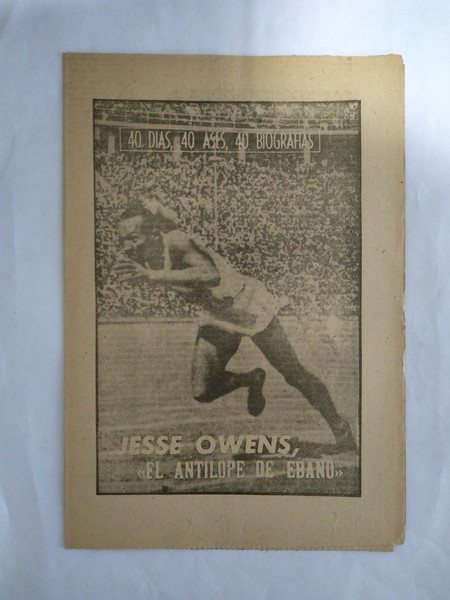 40 DIAS, 40 ASES, 40 BIOGRAFIAS
JESSE OWENS,
«EL ANTILOPE DE EBANO»